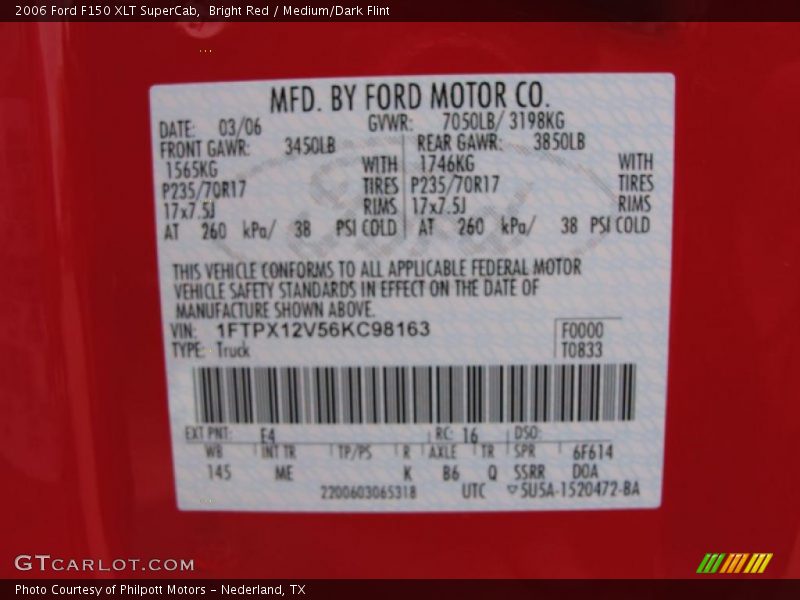 2006 Ford F150 XLT SuperCab, Bright Red / Medium/Dark Flint
MFD. BY FORD MOTOR CO.
DATE: 03/06 GVWR: 7050LB/ 3198KG
FRONT GAWR: 3450LB REAR GAWR: 3850LB
1565KG WITH 1746KG WITH
P235/70R17 TIRES P235/70R17 TIRES
17x7.5J RIMS 17x7.5J RIMS
AT 260 kPa/ 38 PSI COLD AT 260 kPa/ 38 PSI COLD
THIS VEHICLE CONFORMS TO ALL APPLICABLE FEDERAL MOTOR
VEHICLE SAFETY STANDARDS IN EFFECT ON THE DATE OF
MANUFACTURE SHOWN ABOVE.
VIN: 1FTPX12V56KC98163 F0000
TYPE: Truck T0833
EXT PNT: E4 RC: 16 DSO:
WB INT TR TP/PS R AXLE TR SPR 6F614
145 ME K B6 Q SSRR DOA
2200603065318 UTC ▽SU5A-1520472-BA
GTCARLOT.COM
Photo Courtesy of Philpott Motors - Nederland, TX